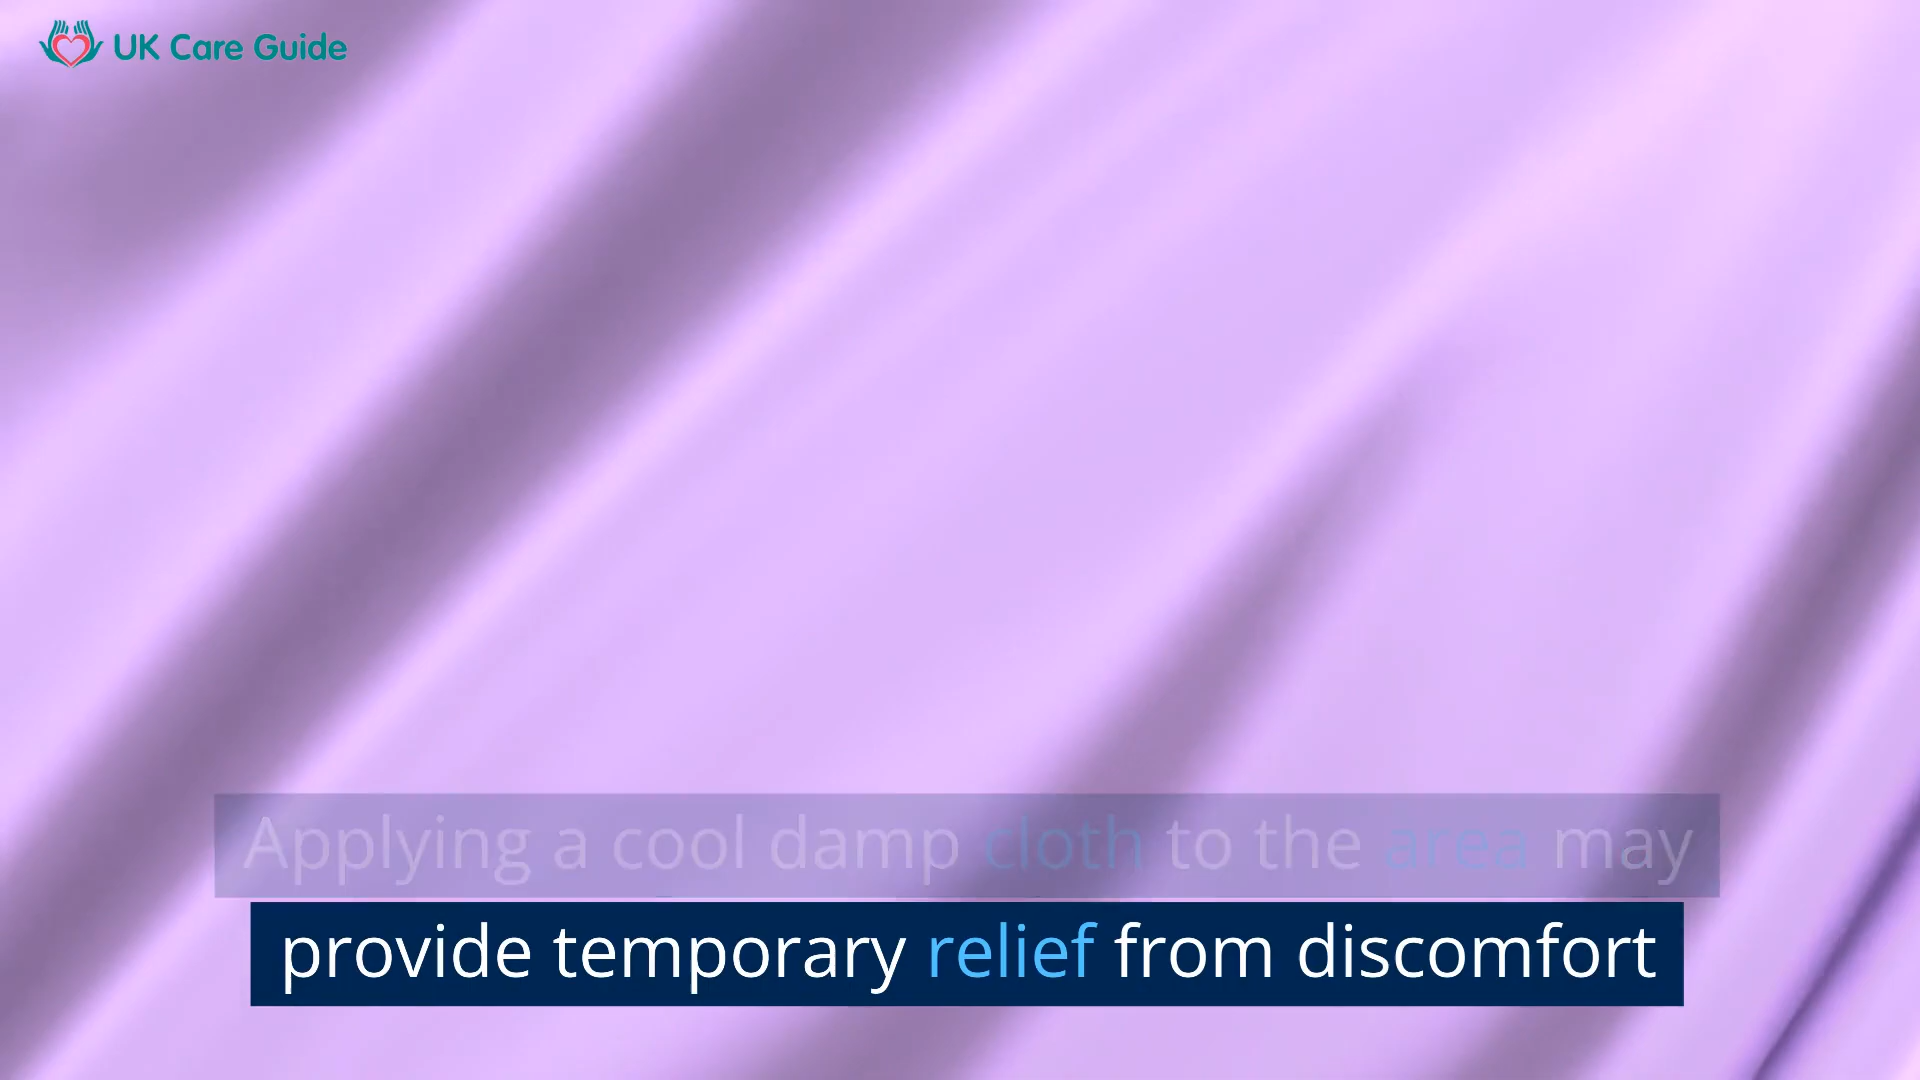 UK Care Guide
Applying a cool damp cloth to the area may
provide temporary relief from discomfort